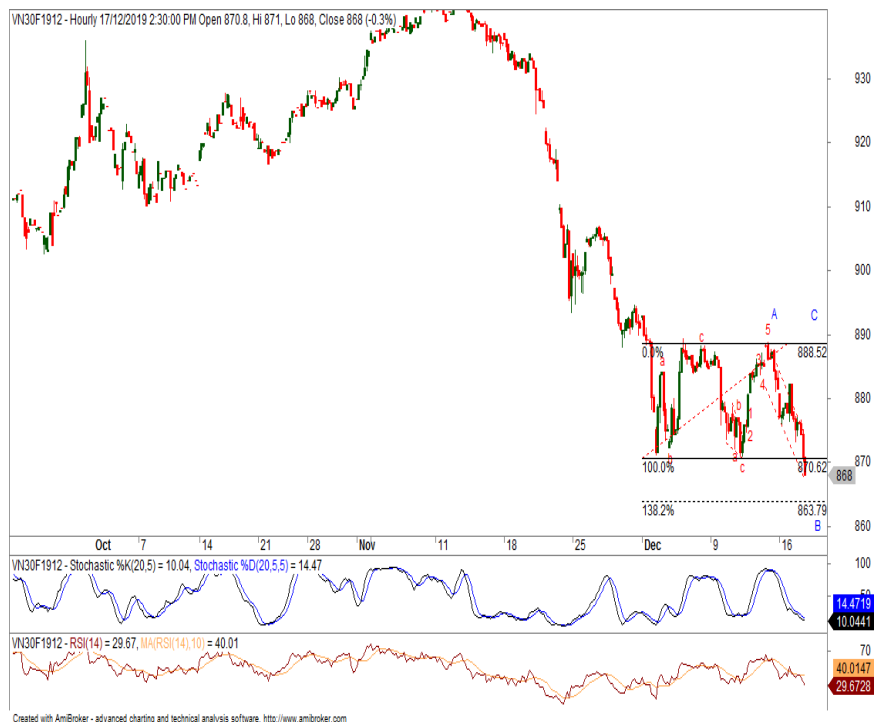 VN30F1912 - Hourly 17/12/2019 2:30:00 PM Open 870.8, Hi 871, Lo 868, Close 868 (-0.3%)
930
920
910
900
890
880
870
860
A
C
5
0.0%
888.52
c
a
3
4
b
1
2
b
a
c
100.0%
870.62
868
138.2%
863.79
B
Oct
7
14
21
28
Nov
11
18
25
Dec
9
16
VN30F1912 - Stochastic %K(20,5) = 10.04, Stochastic %D(20,5,5) = 14.47
100
50
14.4719
10.0441
VN30F1912 - RSI(14) = 29.67, MA(RSI(14),10) = 40.01
70
40.0147
29.6728
Created with AmiBroker - advanced charting and technical analysis software. http://www.amibroker.com